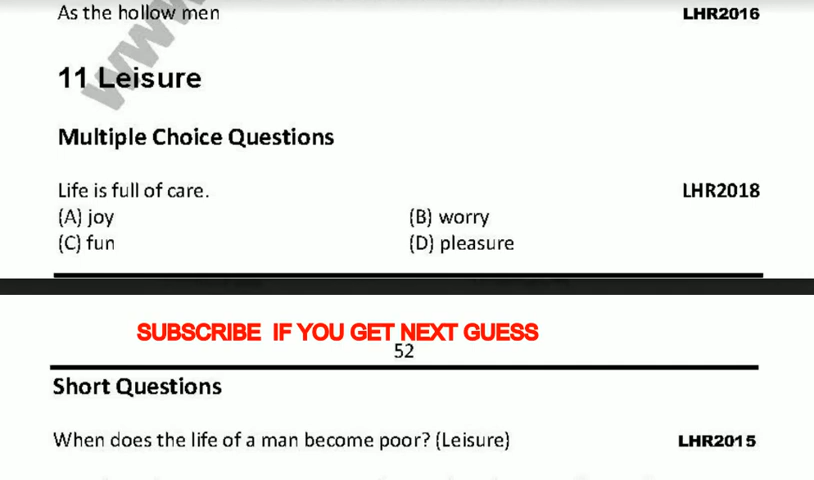 As the hollow men LHR2016
www
11 Leisure
Multiple Choice Questions
Life is full of care. LHR2018
(A) joy (B) worry
(C) fun (D) pleasure
SUBSCRIBE IF YOU GET NEXT GUESS
52
Short Questions
When does the life of a man become poor? (Leisure) LHR2015